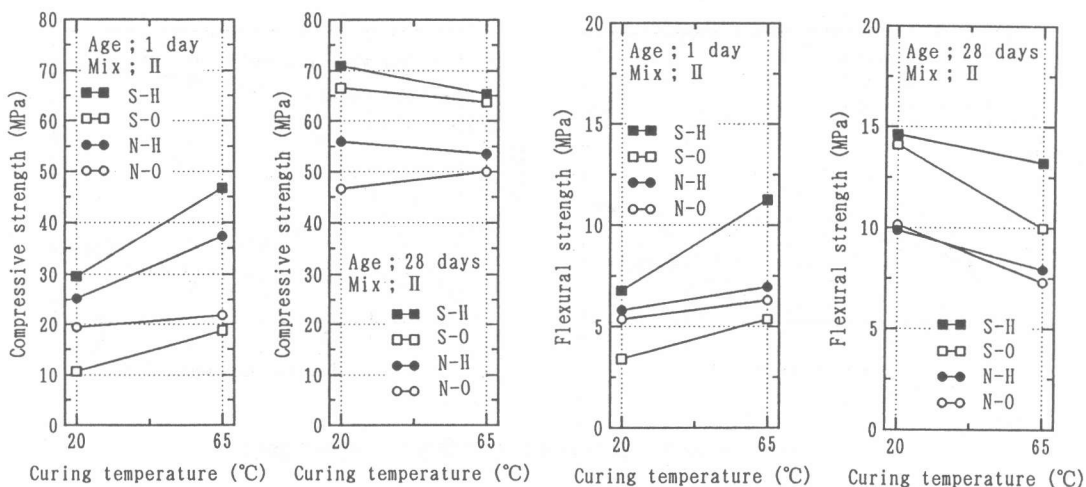 Compressive strength (MPa)
80
70
60
50
40
30
20
10
0
Age ; 1 day
Mix ; Ⅱ
S-H
S-O
N-H
N-O
20 65
Curing temperature (℃)
Compressive strength (MPa)
80
70
60
50
40
30
20
10
0
Age ; 28 days
Mix ; Ⅱ
S-H
S-O
N-H
N-O
20 65
Curing temperature (℃)
Flexural strength (MPa)
20
15
10
5
0
Age ; 1 day
Mix ; Ⅱ
S-H
S-O
N-H
N-O
20 65
Curing temperature (℃)
Flexural strength (MPa)
20
15
10
5
0
Age ; 28 days
Mix ; Ⅱ
S-H
S-O
N-H
N-O
20 65
Curing temperature (℃)